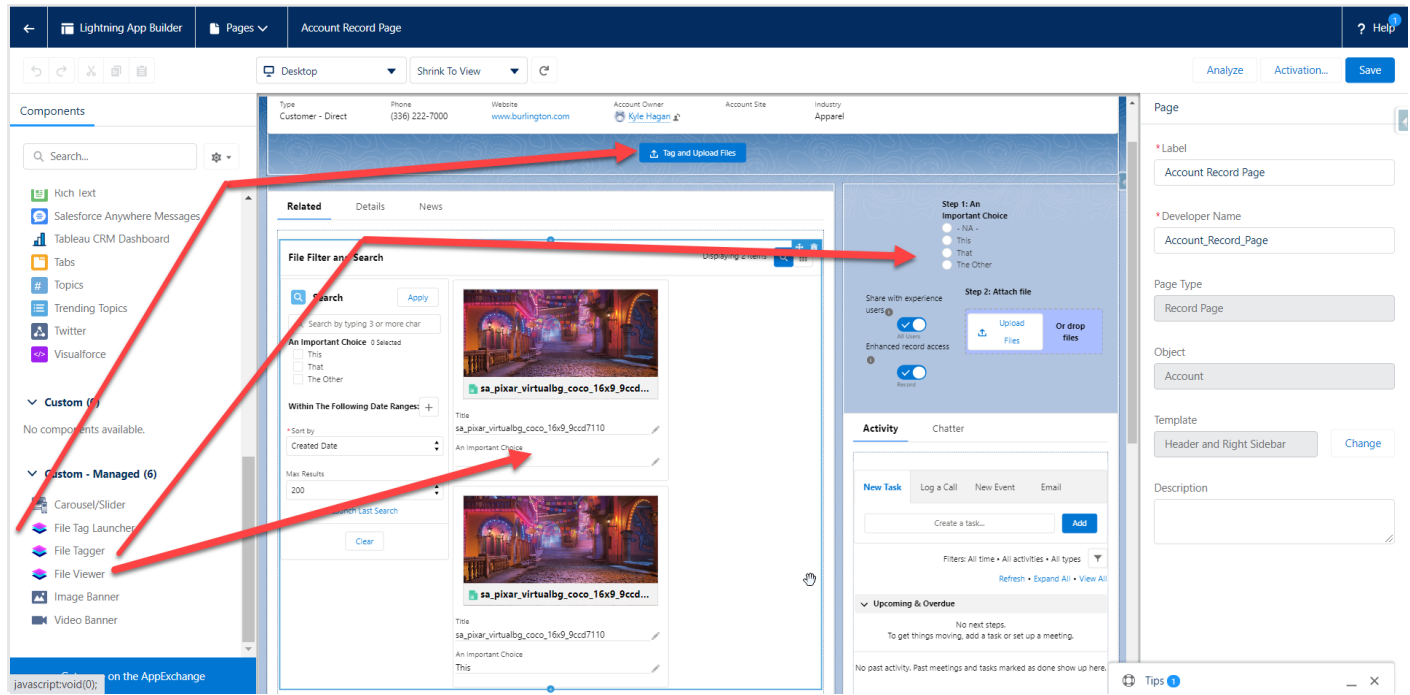 Lightning App Builder
Pages
Account Record Page
? Help
1
Desktop
Shrink To View
Analyze
Activation...
Save
Components
Search...
Rich Text
Salesforce Anywhere Messages
Tableau CRM Dashboard
Tabs
Topics
Trending Topics
Twitter
Visualforce
Custom
No components available.
Custom - Managed (6)
Carousel/Slider
File Tag Launcher
File Tagger
File Viewer
Image Banner
Video Banner
on the AppExchange
javascript:void(0);
Type
Customer - Direct
Phone
(336) 222-7000
Website
www.burlington.com
Account Owner
Kyle Hagan
Account Site
Industry
Apparel
Tag and Upload Files
Related
Details
News
File Filter and Search
Displaying 2 items
Search
Apply
Search by typing 3 or more char
An Important Choice 0 Selected
This
That
The Other
Within The Following Date Ranges:
*Sort by
Created Date
Max Results
200
Launch Last Search
Clear
sa_pixar_virtualbg_coco_16x9_9ccd...
Title
sa_pixar_virtualbg_coco_16x9_9ccd7110
An Important Choice
sa_pixar_virtualbg_coco_16x9_9ccd...
Title
sa_pixar_virtualbg_coco_16x9_9ccd7110
An Important Choice
This
Step 1: An
Important Choice
- NA -
This
That
The Other
Share with experience
users
All Users
Enhanced record access
Record
Step 2: Attach file
Upload
Files
Or drop
files
Activity
Chatter
New Task
Log a Call
New Event
Email
Create a task...
Add
Filters: All time • All activities • All types
Refresh • Expand All • View All
Upcoming & Overdue
No next steps.
To get things moving, add a task or set up a meeting.
No past activity. Past meetings and tasks marked as done show up here.
Page
*Label
Account Record Page
*Developer Name
Account_Record_Page
Page Type
Record Page
Object
Account
Template
Header and Right Sidebar
Change
Description
Tips 1